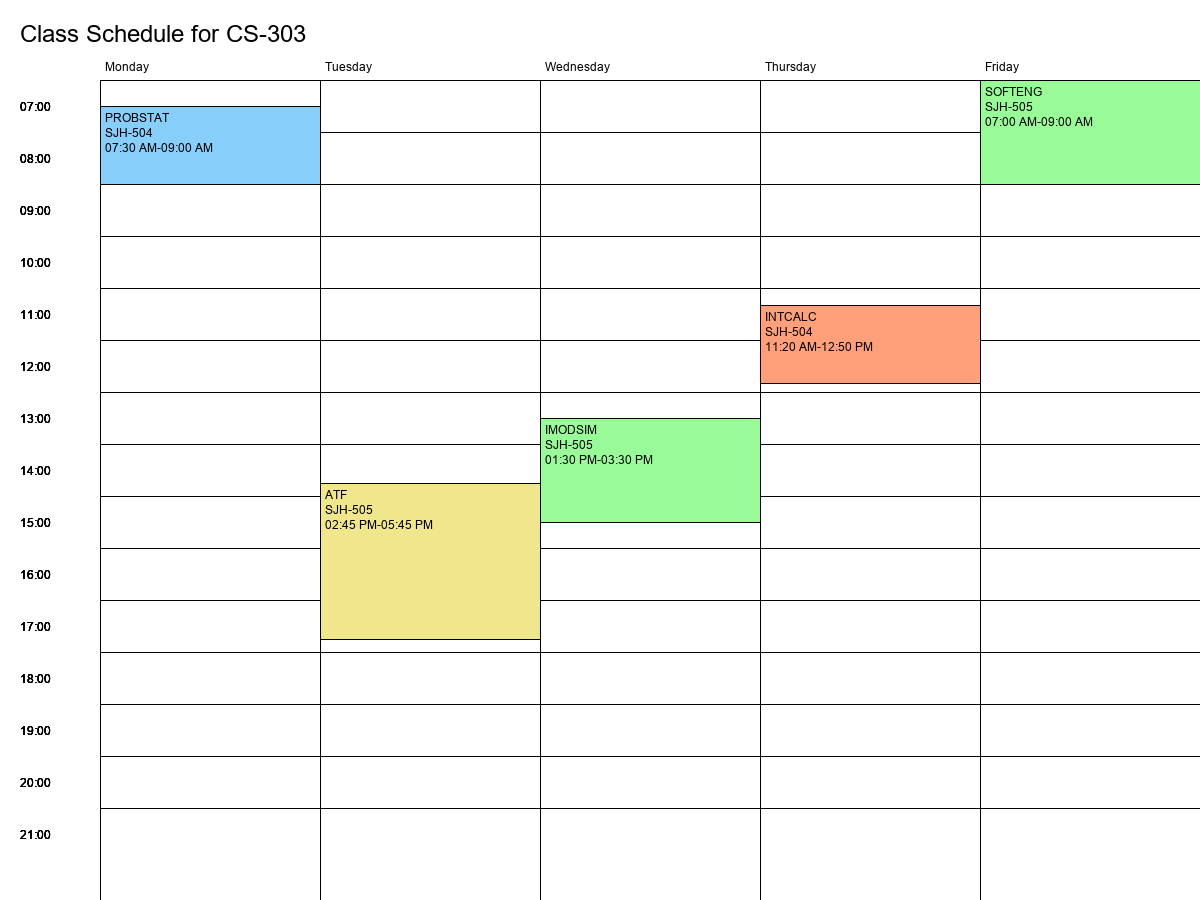 Class Schedule for CS-303
Monday
Tuesday
Wednesday
Thursday
Friday
07:00
08:00
09:00
10:00
11:00
12:00
13:00
14:00
15:00
16:00
17:00
18:00
19:00
20:00
21:00
PROBSTAT
SJH-504
07:30 AM-09:00 AM
ATF
SJH-505
02:45 PM-05:45 PM
IMODSIM
SJH-505
01:30 PM-03:30 PM
INTCALC
SJH-504
11:20 AM-12:50 PM
SOFTENG
SJH-505
07:00 AM-09:00 AM